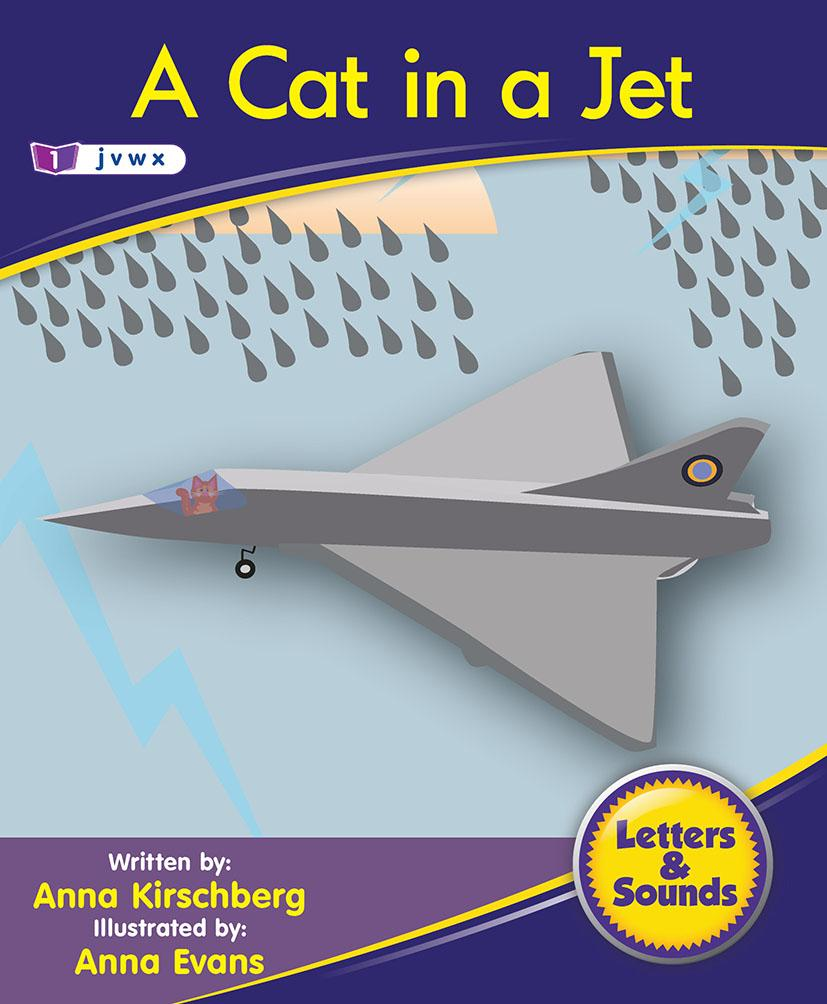 A Cat in a Jet
1 j v w x
Written by:
Anna Kirschberg
Illustrated by:
Anna Evans
Letters
&
Sounds